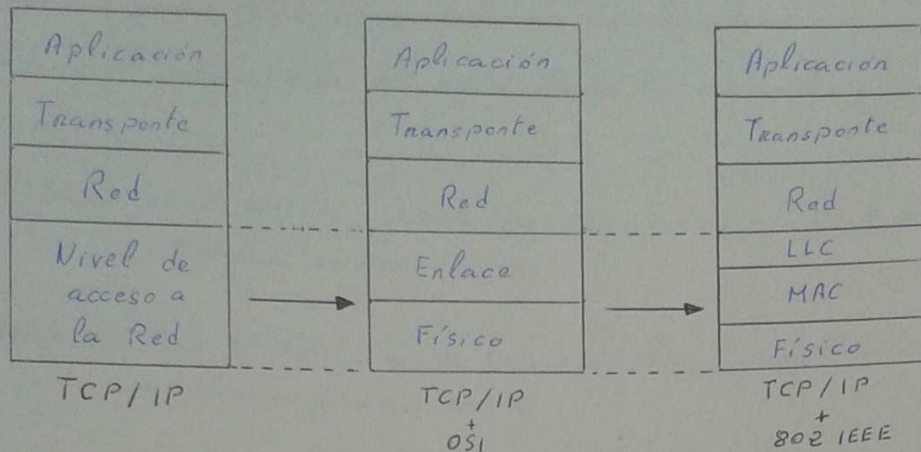 Aplicación
Transporte
Red
Nivel de
acceso a
la Red
TCP/IP
Aplicación
Transporte
Red
Enlace
Físico
TCP/IP
+
OSI
Aplicación
Transporte
Red
LLC
MAC
Físico
TCP/IP
+
802 IEEE